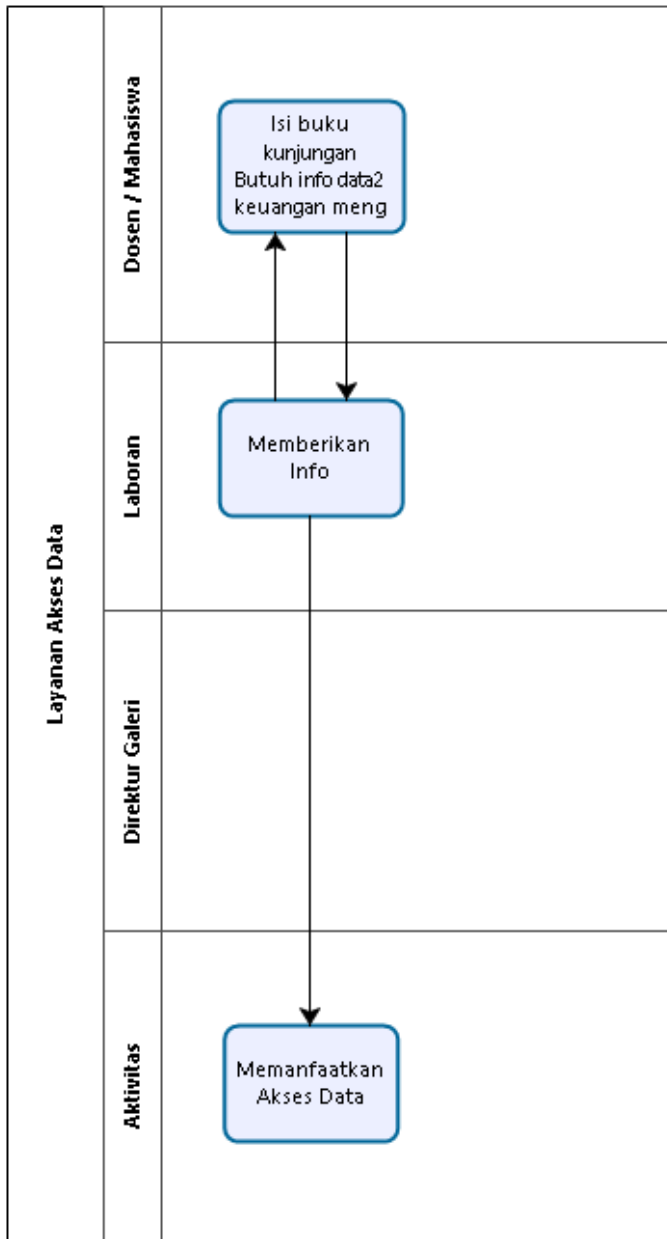 Layanan Akses Data
Dosen / Mahasiswa
Isi buku
kunjungan
Butuh info data2
keuangan meng
Laboran
Memberikan
Info
Direktur Galeri
Aktivitas
Memanfaatkan
Akses Data